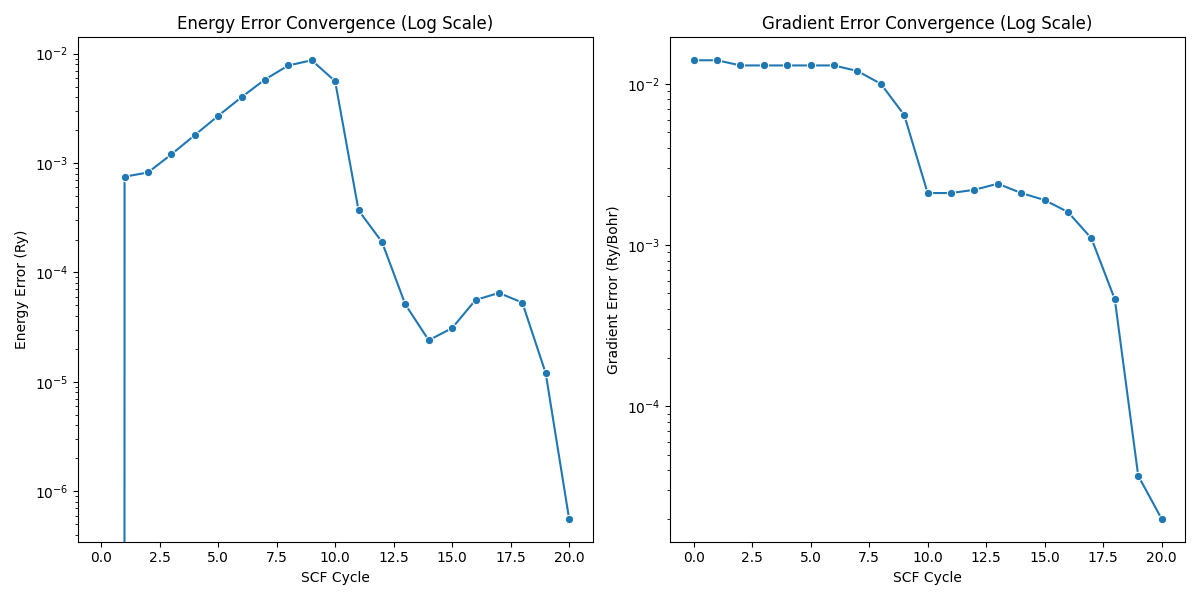 Energy Error Convergence (Log Scale)
Energy Error (Ry)
10⁻²
10⁻³
10⁻⁴
10⁻⁵
10⁻⁶
0.0 2.5 5.0 7.5 10.0 12.5 15.0 17.5 20.0
SCF Cycle
Gradient Error Convergence (Log Scale)
Gradient Error (Ry/Bohr)
10⁻²
10⁻³
10⁻⁴
0.0 2.5 5.0 7.5 10.0 12.5 15.0 17.5 20.0
SCF Cycle